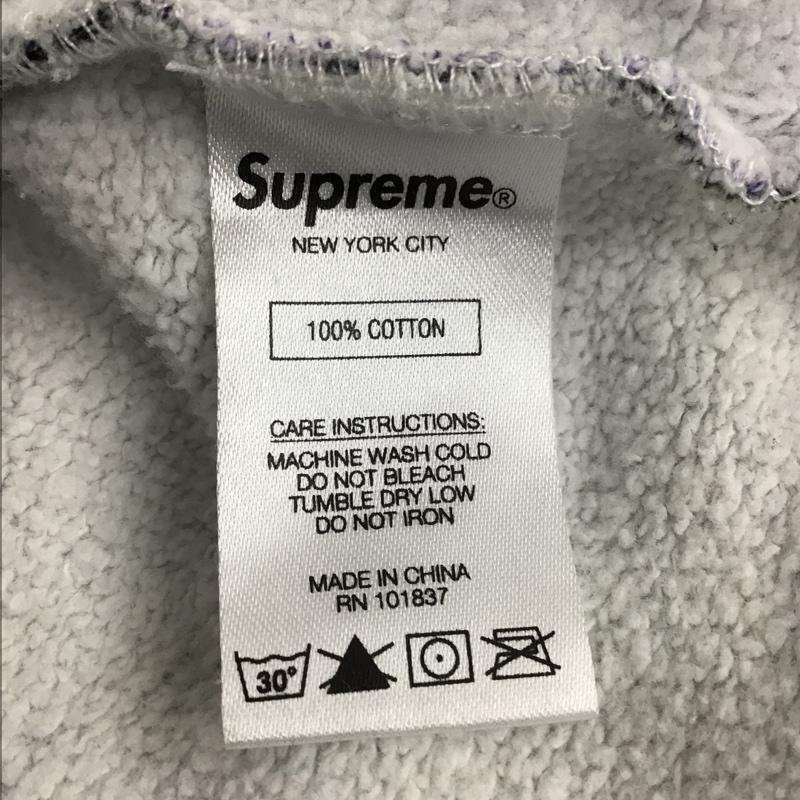 Supreme®
NEW YORK CITY
100% COTTON
CARE INSTRUCTIONS:
MACHINE WASH COLD
DO NOT BLEACH
TUMBLE DRY LOW
DO NOT IRON
MADE IN CHINA
RN 101837
30°